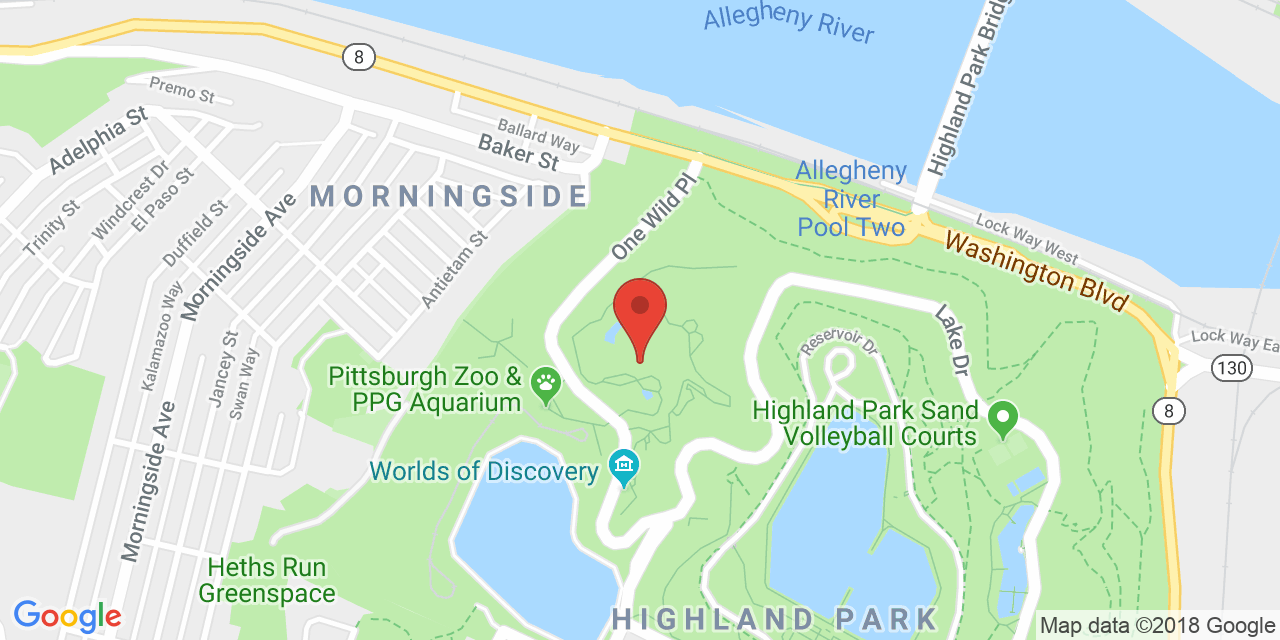 Allegheny River
8
Highland Park Bridg
Premo St
Ballard Way
Adelphia St
Baker St
Allegheny
River
Pool Two
Windcrest Dr
El Paso St
MORNINGSIDE
One Wild Pl
Trinity St
Duffield St
Morningside Ave
Lock Way West
Antietam St
Washington Blvd
Kalamazoo Way
Jancey St
Swan Way
Reservoir Dr
Lake Dr
Lock Way Ea
130
8
Pittsburgh Zoo &
PPG Aquarium
Highland Park Sand
Volleyball Courts
Worlds of Discovery
Morningside Ave
Heths Run
Greenspace
HIGHLAND PARK
Google
Map data ©2018 Google